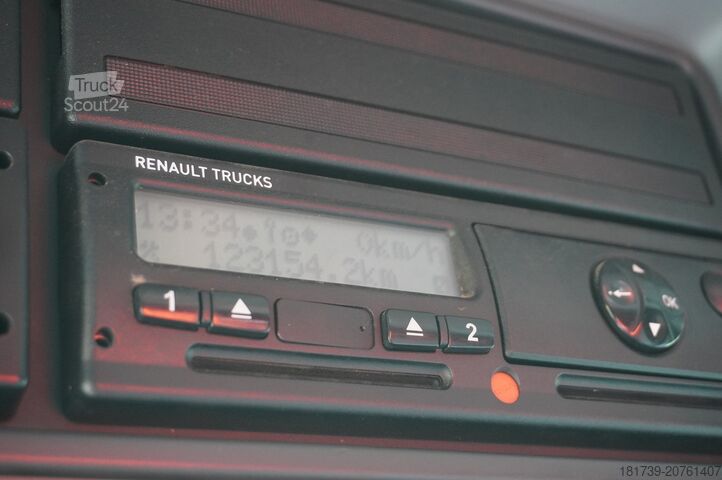 Truck
Scout24
RENAULT TRUCKS
13:34 0km/h
123154.2km
1
2
OK
181739-20761407